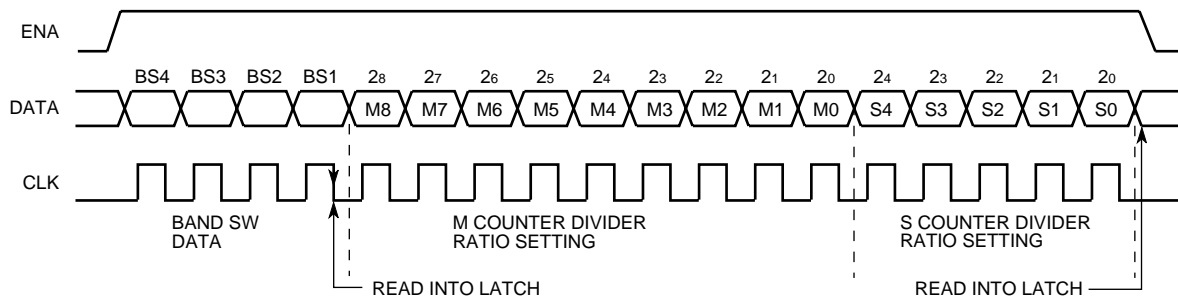 ENA
BS4 BS3 BS2 BS1 28 27 26 25 24 23 22 21 20 24 23 22 21 20
DATA M8 M7 M6 M5 M4 M3 M2 M1 M0 S4 S3 S2 S1 S0
CLK
BAND SW
DATA
M COUNTER DIVIDER
RATIO SETTING
S COUNTER DIVIDER
RATIO SETTING
READ INTO LATCH
READ INTO LATCH